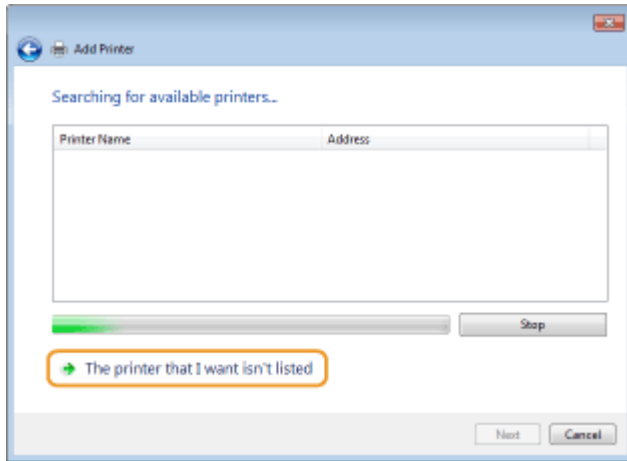 Add Printer
Searching for available printers...
Printer Name Address
Stop
The printer that I want isn't listed
Next Cancel